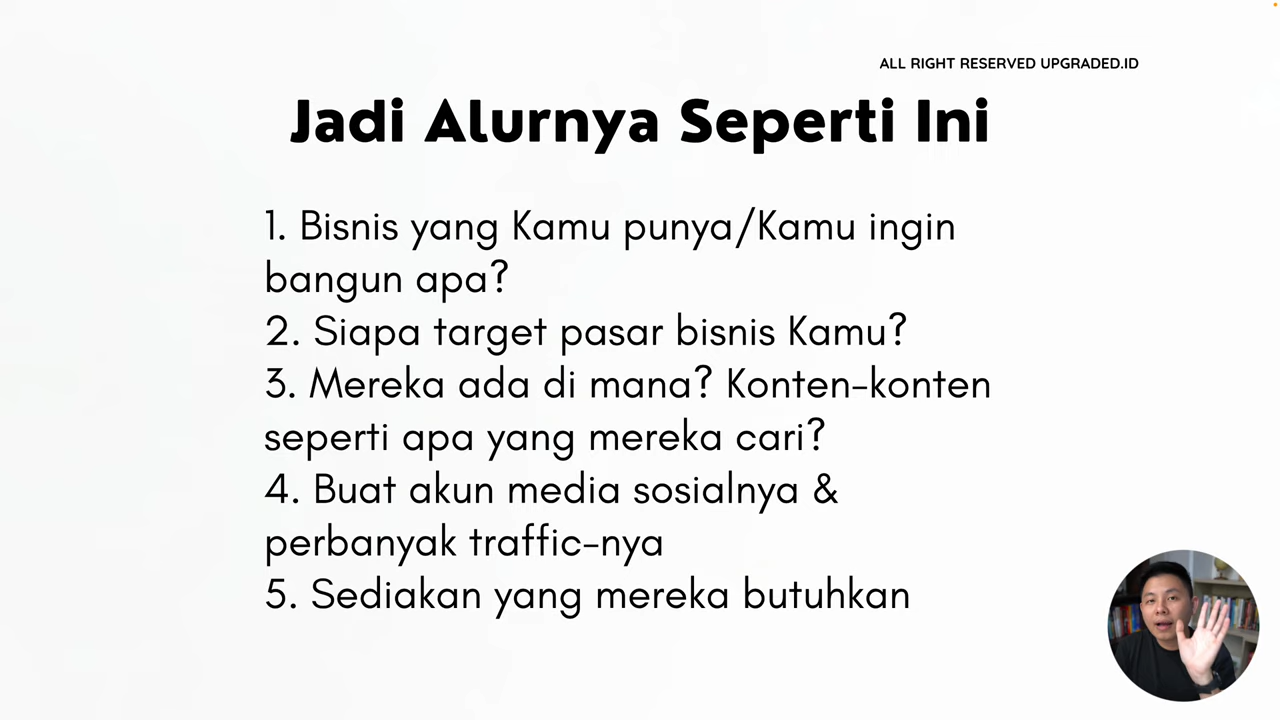 ALL RIGHT RESERVED UPGRADED.ID
Jadi Alurnya Seperti Ini
1. Bisnis yang Kamu punya/Kamu ingin
bangun apa?
2. Siapa target pasar bisnis Kamu?
3. Mereka ada di mana? Konten-konten
seperti apa yang mereka cari?
4. Buat akun media sosialnya &
perbanyak traffic-nya
5. Sediakan yang mereka butuhkan